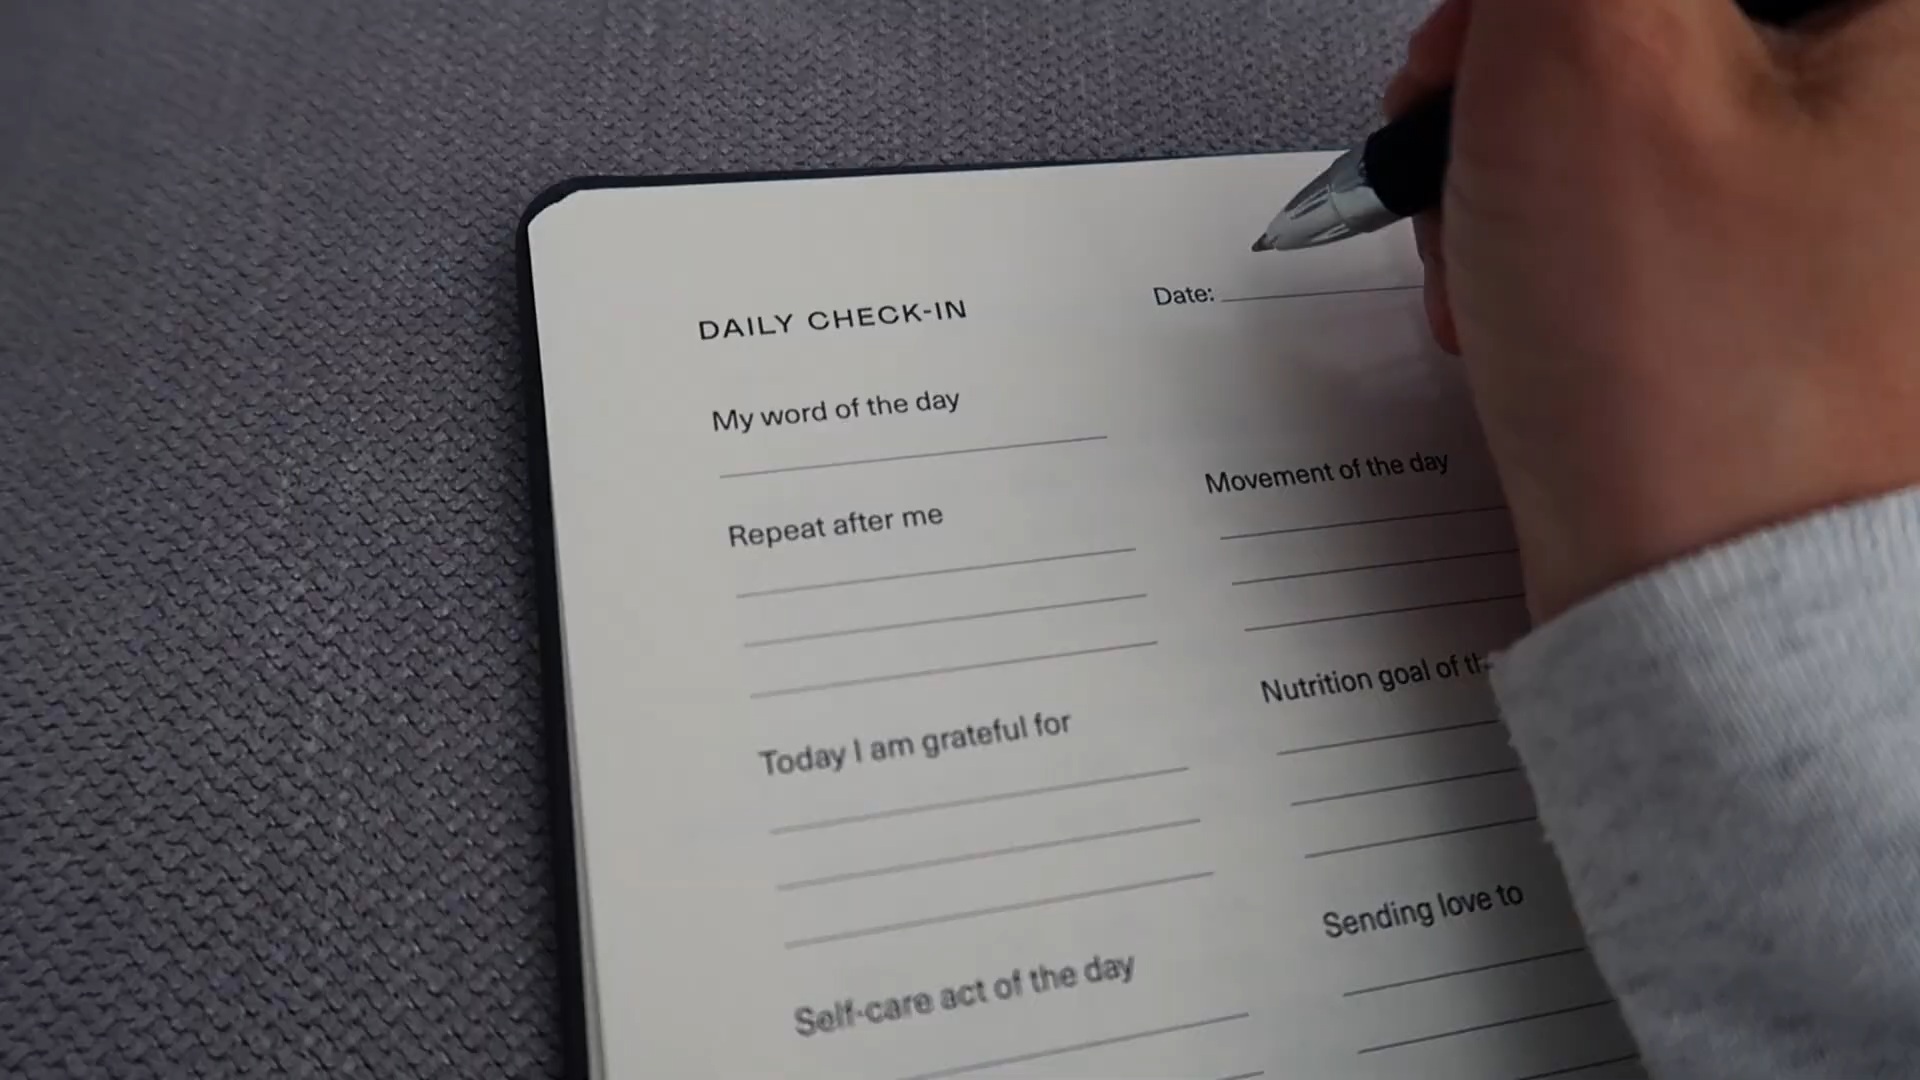 DAILY CHECK-IN
Date:
My word of the day
Repeat after me
Today I am grateful for
Self-care act of the day
Movement of the day
Nutrition goal of
Sending love to